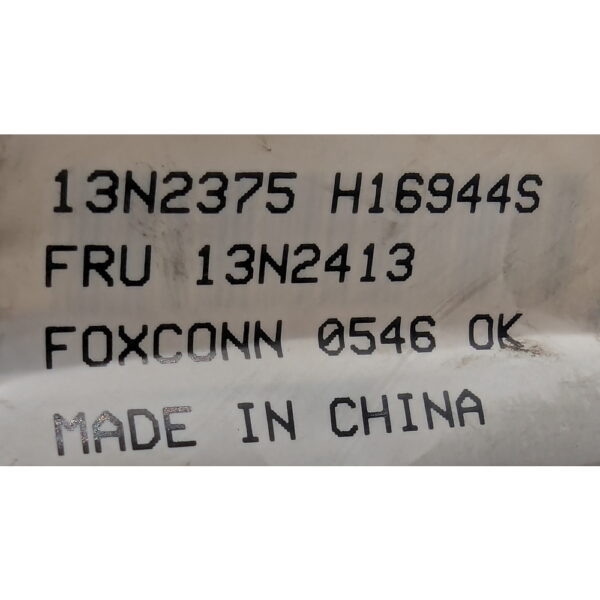 13N2375 H16944S
FRU 13N2413
FOXCONN 0546 OK
MADE IN CHINA